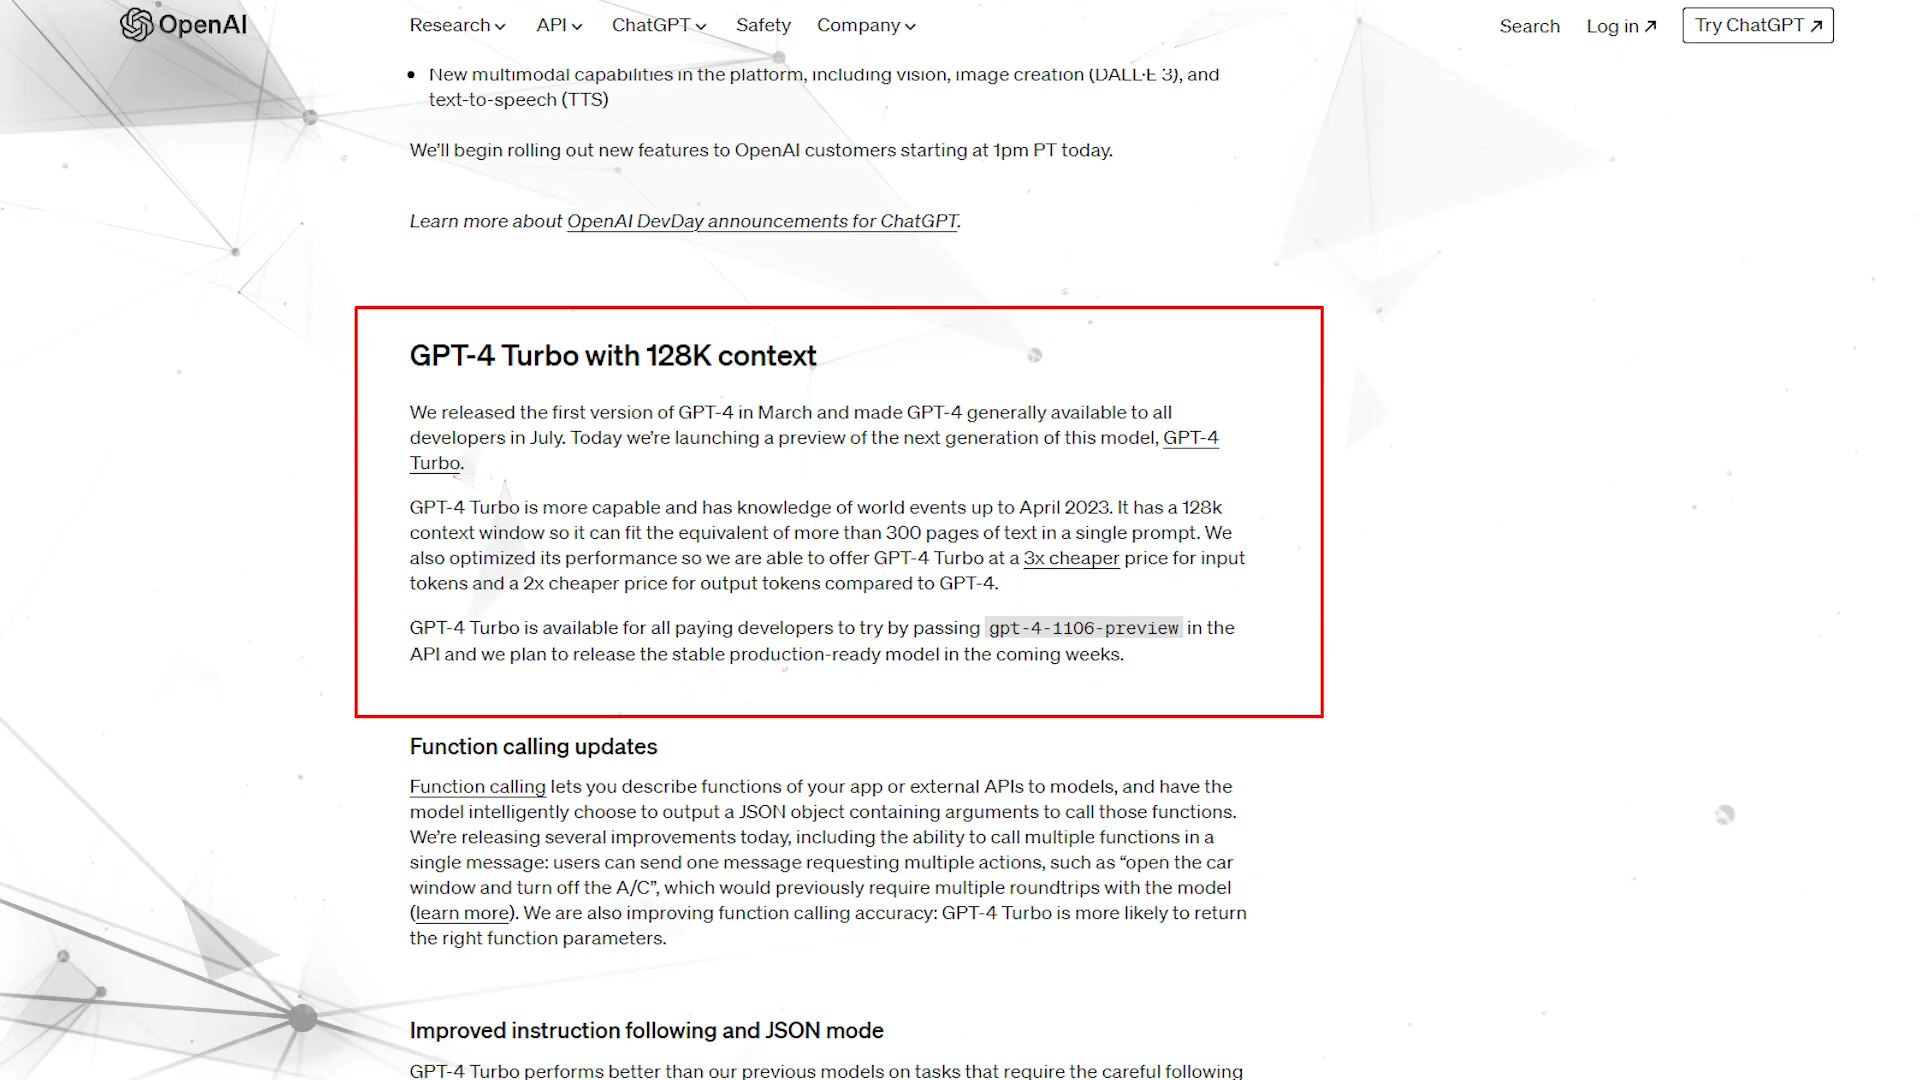 OpenAI
Research
API
ChatGPT
Safety
Company
Search
Log in ↗
Try ChatGPT ↗
• New multimodal capabilities in the platform, including vision, image creation (DALL·E 3), and
text-to-speech (TTS)
We’ll begin rolling out new features to OpenAI customers starting at 1pm PT today.
Learn more about OpenAI DevDay announcements for ChatGPT.
GPT-4 Turbo with 128K context
We released the first version of GPT-4 in March and made GPT-4 generally available to all
developers in July. Today we’re launching a preview of the next generation of this model, GPT-4
Turbo.
GPT-4 Turbo is more capable and has knowledge of world events up to April 2023. It has a 128k
context window so it can fit the equivalent of more than 300 pages of text in a single prompt. We
also optimized its performance so we are able to offer GPT-4 Turbo at a 3x cheaper price for input
tokens and a 2x cheaper price for output tokens compared to GPT-4.
GPT-4 Turbo is available for all paying developers to try by passing gpt-4-1106-preview in the
API and we plan to release the stable production-ready model in the coming weeks.
Function calling updates
Function calling lets you describe functions of your app or external APIs to models, and have the
model intelligently choose to output a JSON object containing arguments to call those functions.
We’re releasing several improvements today, including the ability to call multiple functions in a
single message: users can send one message requesting multiple actions, such as “open the car
window and turn off the A/C”, which would previously require multiple roundtrips with the model
(learn more). We are also improving function calling accuracy: GPT-4 Turbo is more likely to return
the right function parameters.
Improved instruction following and JSON mode
GPT-4 Turbo performs better than our previous models on tasks that require the careful following